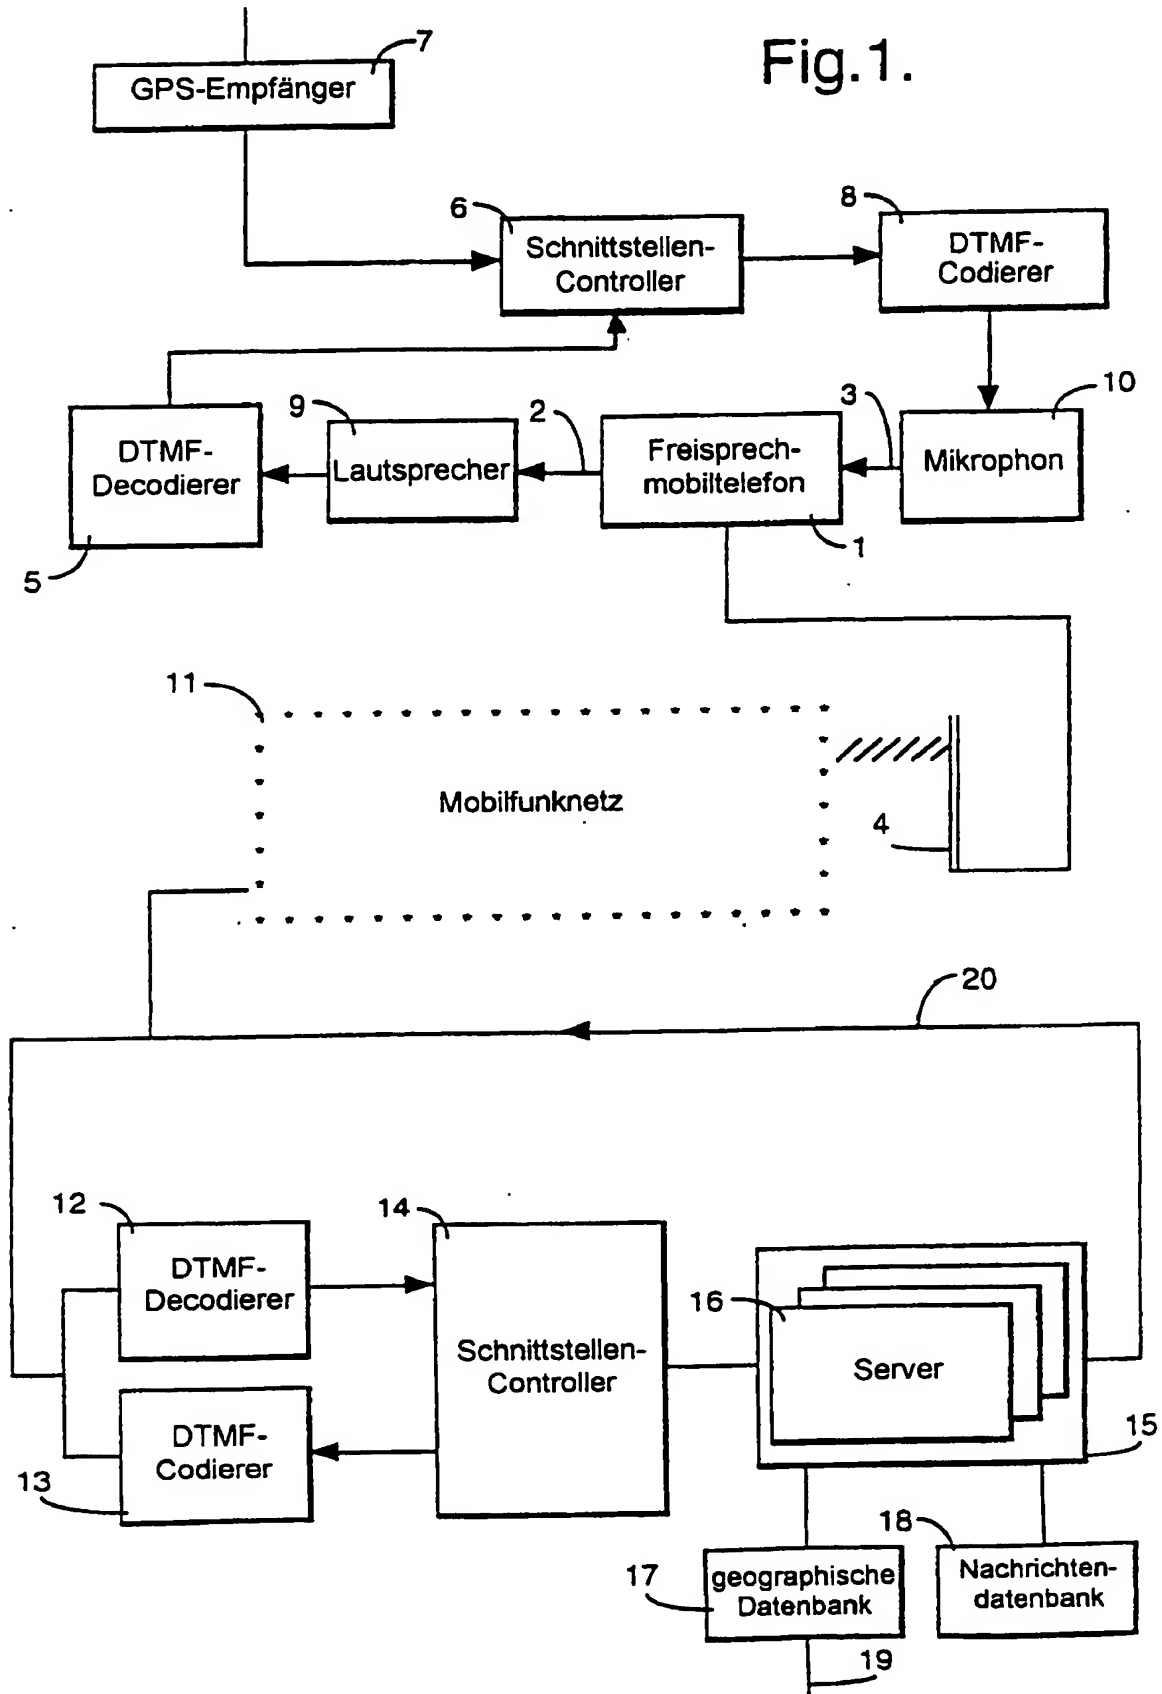 Fig.1.
7
GPS-Empfänger
6
Schnittstellen-
Controller
8
DTMF-
Codierer
5
DTMF-
Decodierer
9
Lautsprecher
2
Freisprech-
mobiltelefon
1
3
Mikrophon
10
11
Mobilfunknetz
4
20
12
DTMF-
Decodierer
14
Schnittstellen-
Controller
16
Server
15
13
DTMF-
Codierer
17
geographische
Datenbank
18
Nachrichten-
datenbank
19